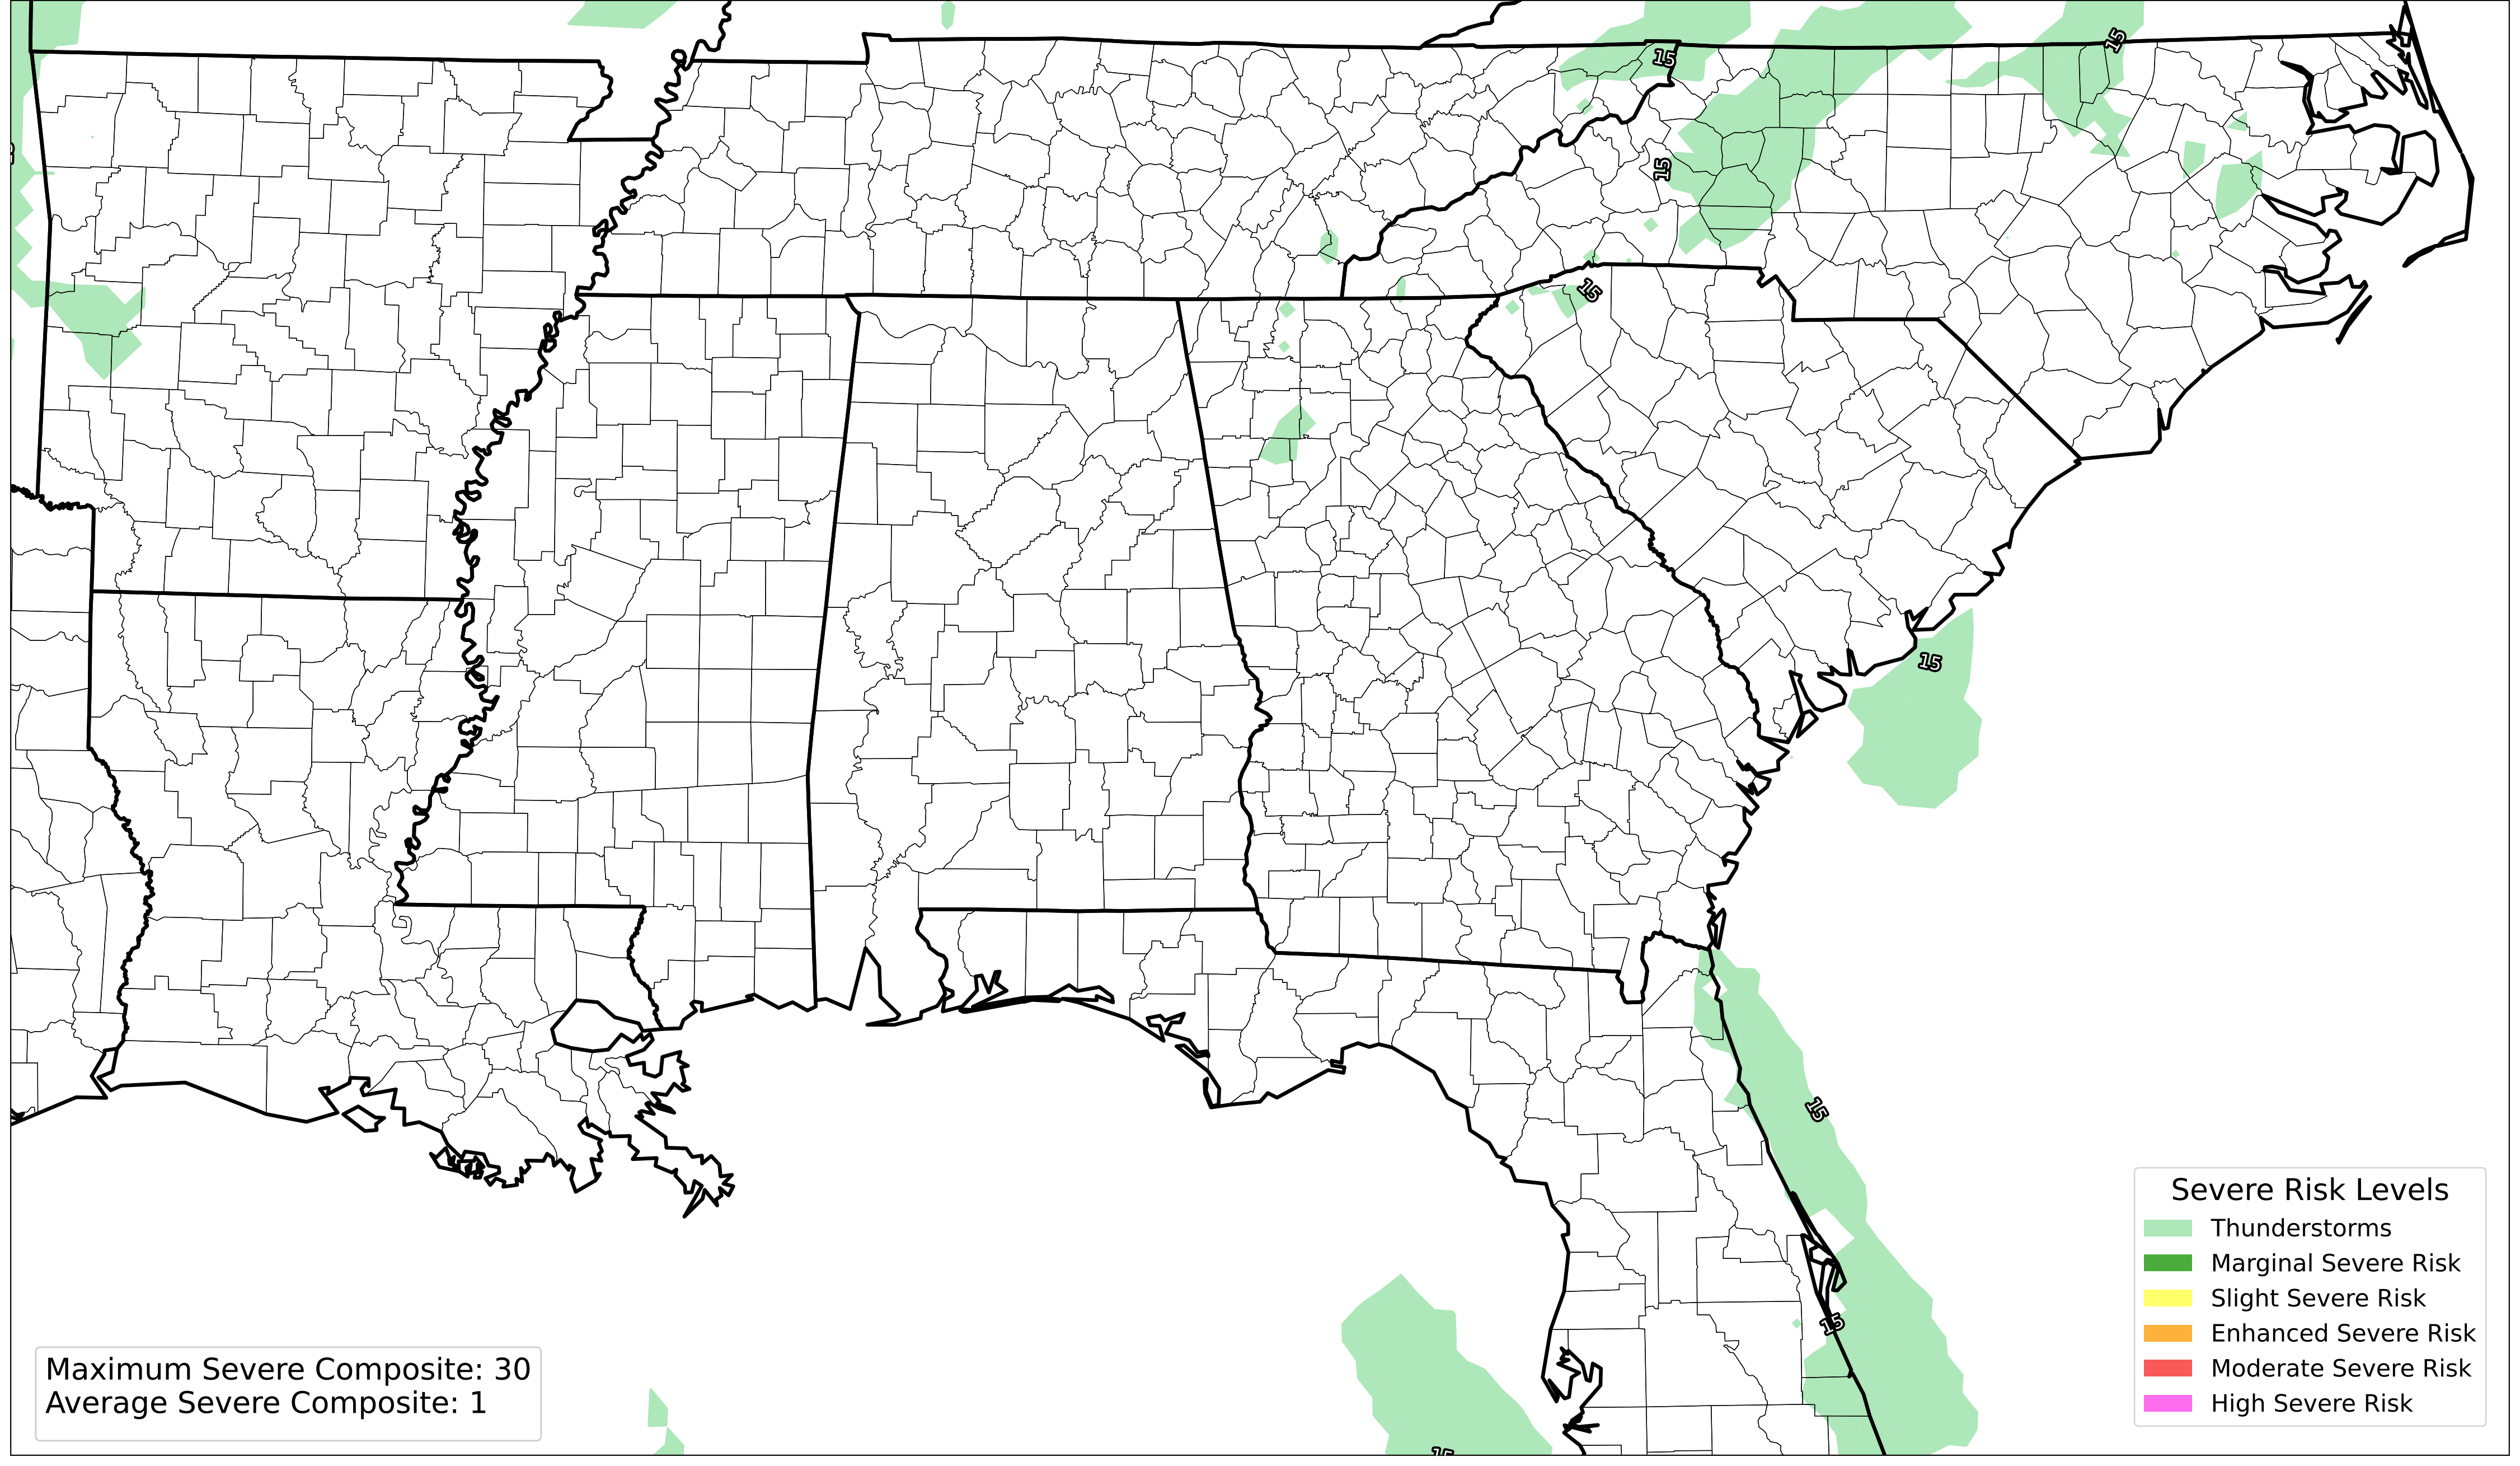 15
15
15
15
15
15
15
Severe Risk Levels
Thunderstorms
Marginal Severe Risk
Slight Severe Risk
Enhanced Severe Risk
Moderate Severe Risk
High Severe Risk
Maximum Severe Composite: 30
Average Severe Composite: 1
15